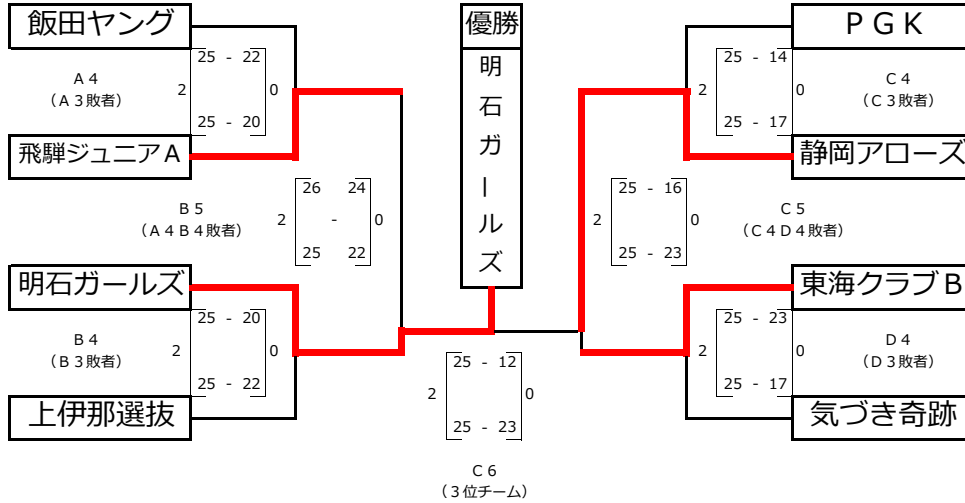 飯田ヤング
優勝
ＰＧＫ
25 - 22
25 - 14
Ａ４
（Ａ３敗者）
2
0
2
0
Ｃ４
（Ｃ３敗者）
25 - 20
25 - 17
飛騨ジュニアＡ
明石ガールズ
静岡アローズ
26 24
25 - 16
Ｂ５
（Ａ４Ｂ４敗者）
2
-
0
2
0
Ｃ５
（Ｃ４Ｄ４敗者）
25 22
25 - 23
明石ガールズ
東海クラブＢ
25 - 20
25 - 23
Ｂ４
（Ｂ３敗者）
2
0
2
0
Ｄ４
（Ｄ３敗者）
25 - 22
25 - 17
上伊那選抜
気づき奇跡
25 - 12
2
0
25 - 23
Ｃ６
（３位チーム）